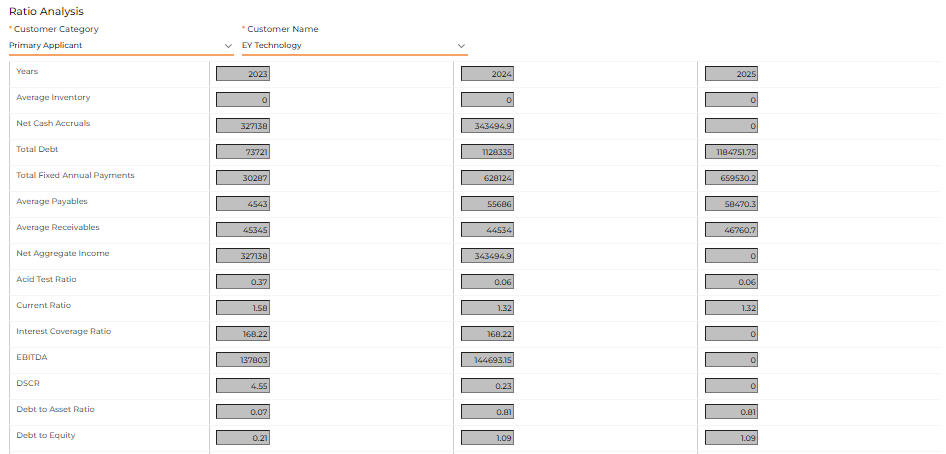 Ratio Analysis
* Customer Category * Customer Name
Primary Applicant EY Technology
Years 2023 2024 2025
Average Inventory 0 0 0
Net Cash Accruals 327138 343494.9 0
Total Debt 73721 1128335 1184751.75
Total Fixed Annual Payments 30287 628124 659530.2
Average Payables 4543 55686 58470.3
Average Receivables 45345 44534 46760.7
Net Aggregate Income 327138 343494.9 0
Acid Test Ratio 0.37 0.06 0.06
Current Ratio 1.58 1.32 1.32
Interest Coverage Ratio 168.22 168.22 0
EBITDA 137803 144693.15 0
DSCR 4.55 0.23 0
Debt to Asset Ratio 0.07 0.81 0.81
Debt to Equity 0.21 1.09 1.09